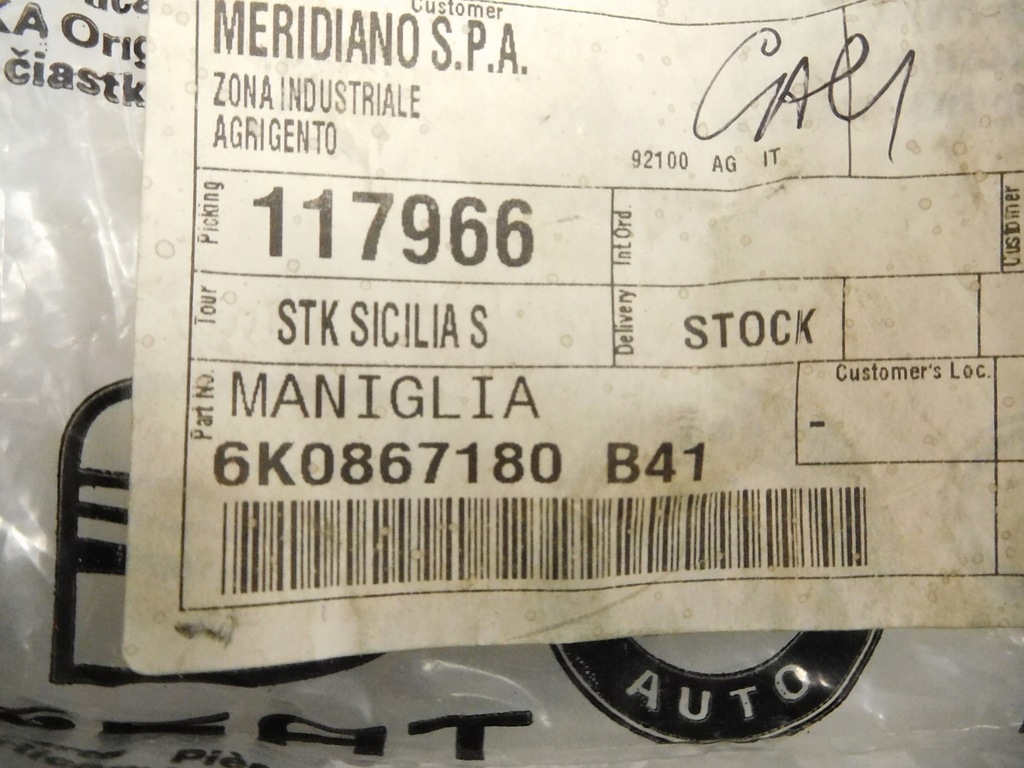 Customer
KA Orig
čiastk
MERIDIANO S.P.A.
ZONA INDUSTRIALE
AGRIGENTO
92100 AG IT
Picking
117966
Int.Ord.
Customer
Tour
STK SICILIA S
Delivery
STOCK
Part No.
MANIGLIA
Customer's Loc.
-
6K0867180 B41
AUTO
SEAT